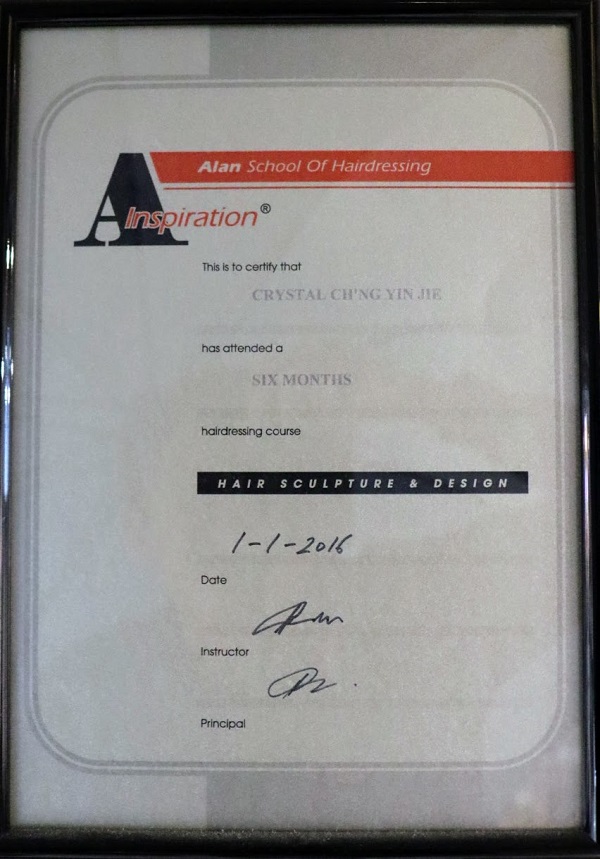 Alan School Of Hairdressing
A Inspiration®
This is to certify that
CRYSTAL CH'NG YIN JIE
has attended a
SIX MONTHS
hairdressing course
HAIR SCULPTURE & DESIGN
1-1-2016
Date
Instructor
Principal